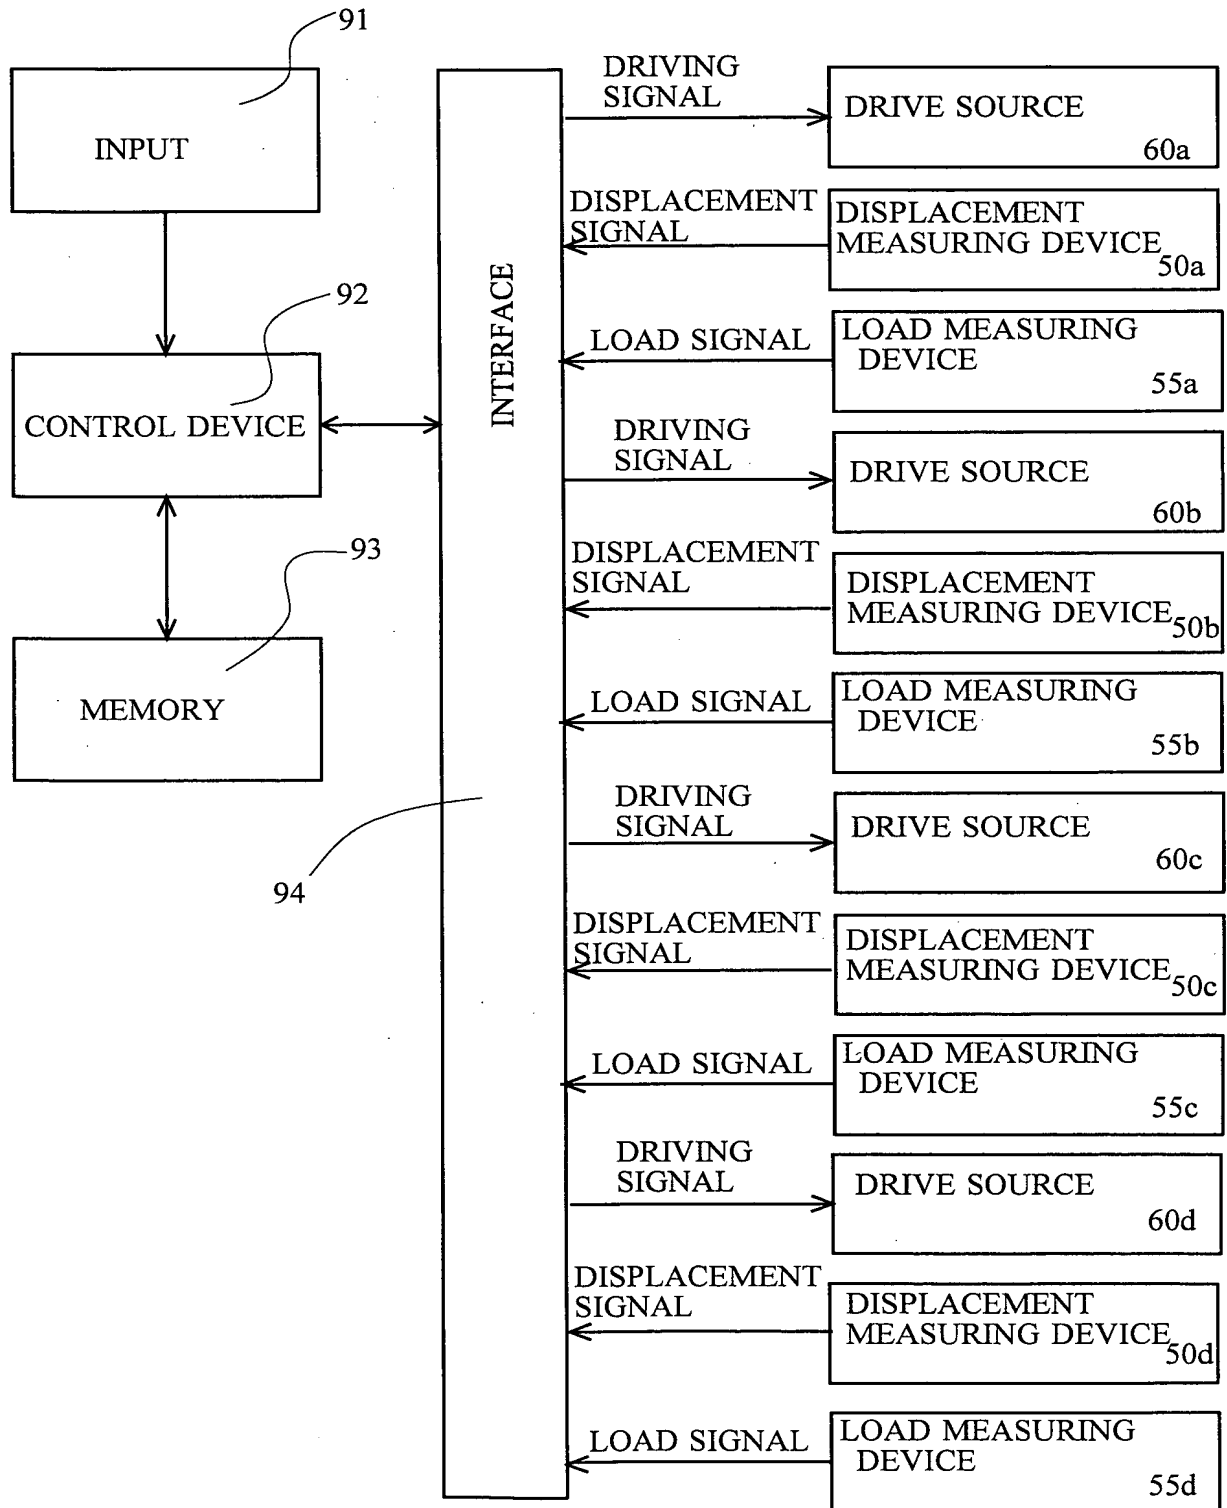 91
INPUT
92
CONTROL DEVICE
93
MEMORY
INTERFACE
94
DRIVING
SIGNAL
DRIVE SOURCE
60a
DISPLACEMENT
SIGNAL
DISPLACEMENT
MEASURING DEVICE
50a
LOAD SIGNAL
LOAD MEASURING
DEVICE
55a
DRIVING
SIGNAL
DRIVE SOURCE
60b
DISPLACEMENT
SIGNAL
DISPLACEMENT
MEASURING DEVICE
50b
LOAD SIGNAL
LOAD MEASURING
DEVICE
55b
DRIVING
SIGNAL
DRIVE SOURCE
60c
DISPLACEMENT
SIGNAL
DISPLACEMENT
MEASURING DEVICE
50c
LOAD SIGNAL
LOAD MEASURING
DEVICE
55c
DRIVING
SIGNAL
DRIVE SOURCE
60d
DISPLACEMENT
SIGNAL
DISPLACEMENT
MEASURING DEVICE
50d
LOAD SIGNAL
LOAD MEASURING
DEVICE
55d